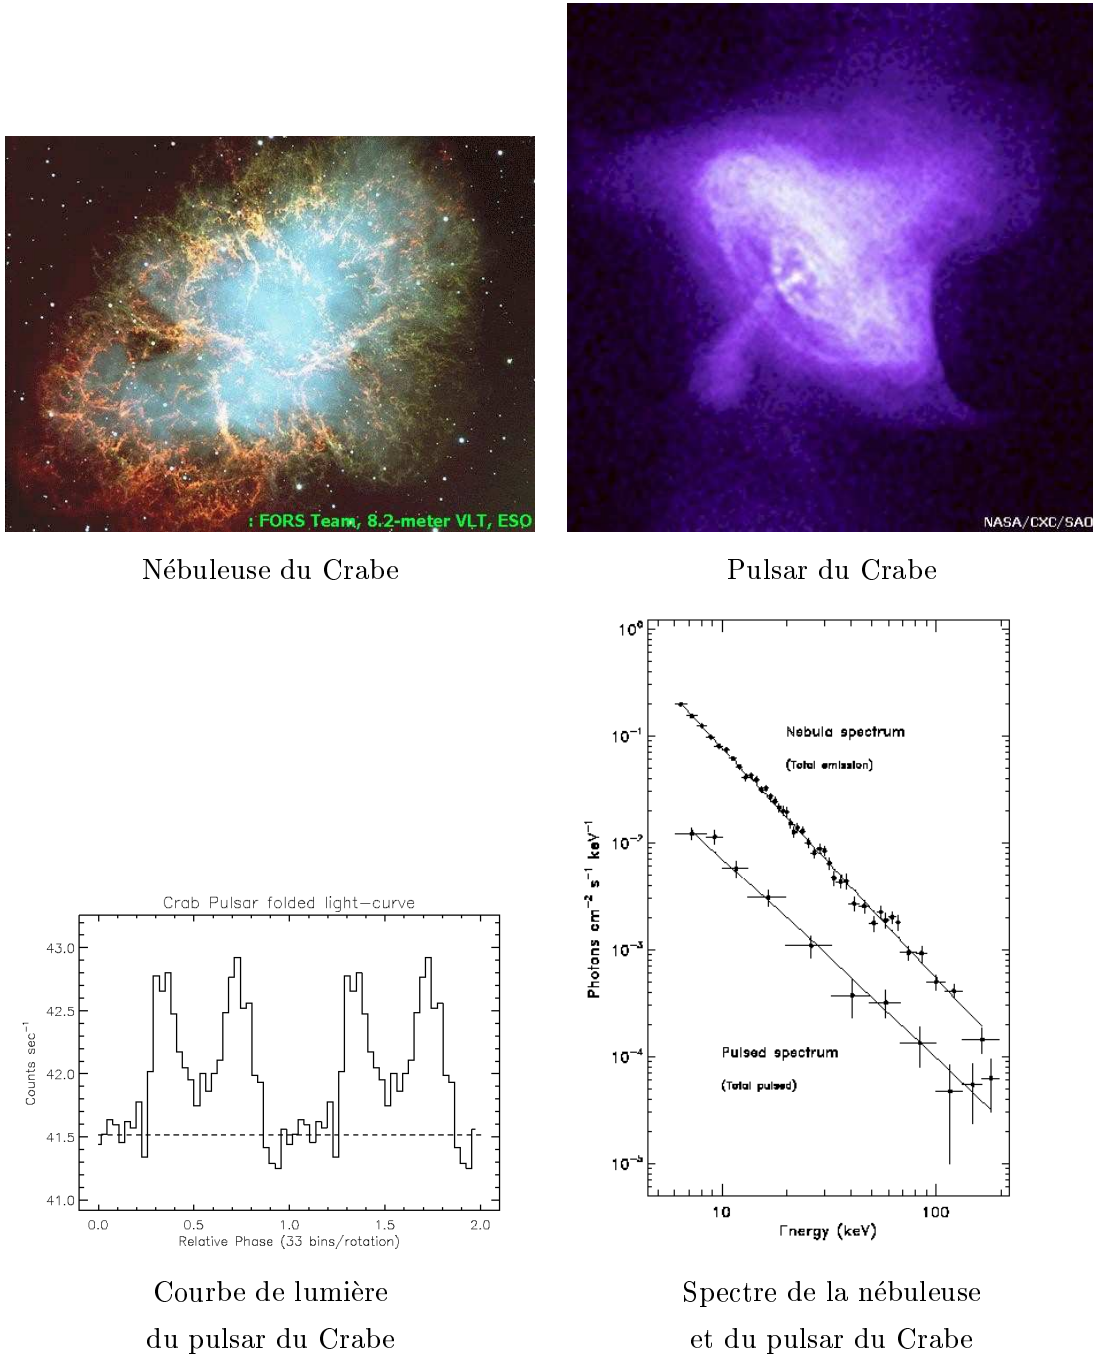 : FORS Team, 8.2-meter VLT, ESO
NASA/CXC/SAO
Nébuleuse du Crabe
Pulsar du Crabe
Crab Pulsar folded light-curve
43.0
42.5
42.0
41.5
41.0
Counts sec⁻¹
0.0 0.5 1.0 1.5 2.0
Relative Phase (33 bins/rotation)
10⁰
10⁻¹
10⁻²
10⁻³
10⁻⁴
10⁻⁵
Photons cm⁻² s⁻¹ keV⁻¹
Nebula spectrum
(Total emission)
Pulsed spectrum
(Total pulsed)
10 100
Energy (keV)
Courbe de lumière
du pulsar du Crabe
Spectre de la nébuleuse
et du pulsar du Crabe